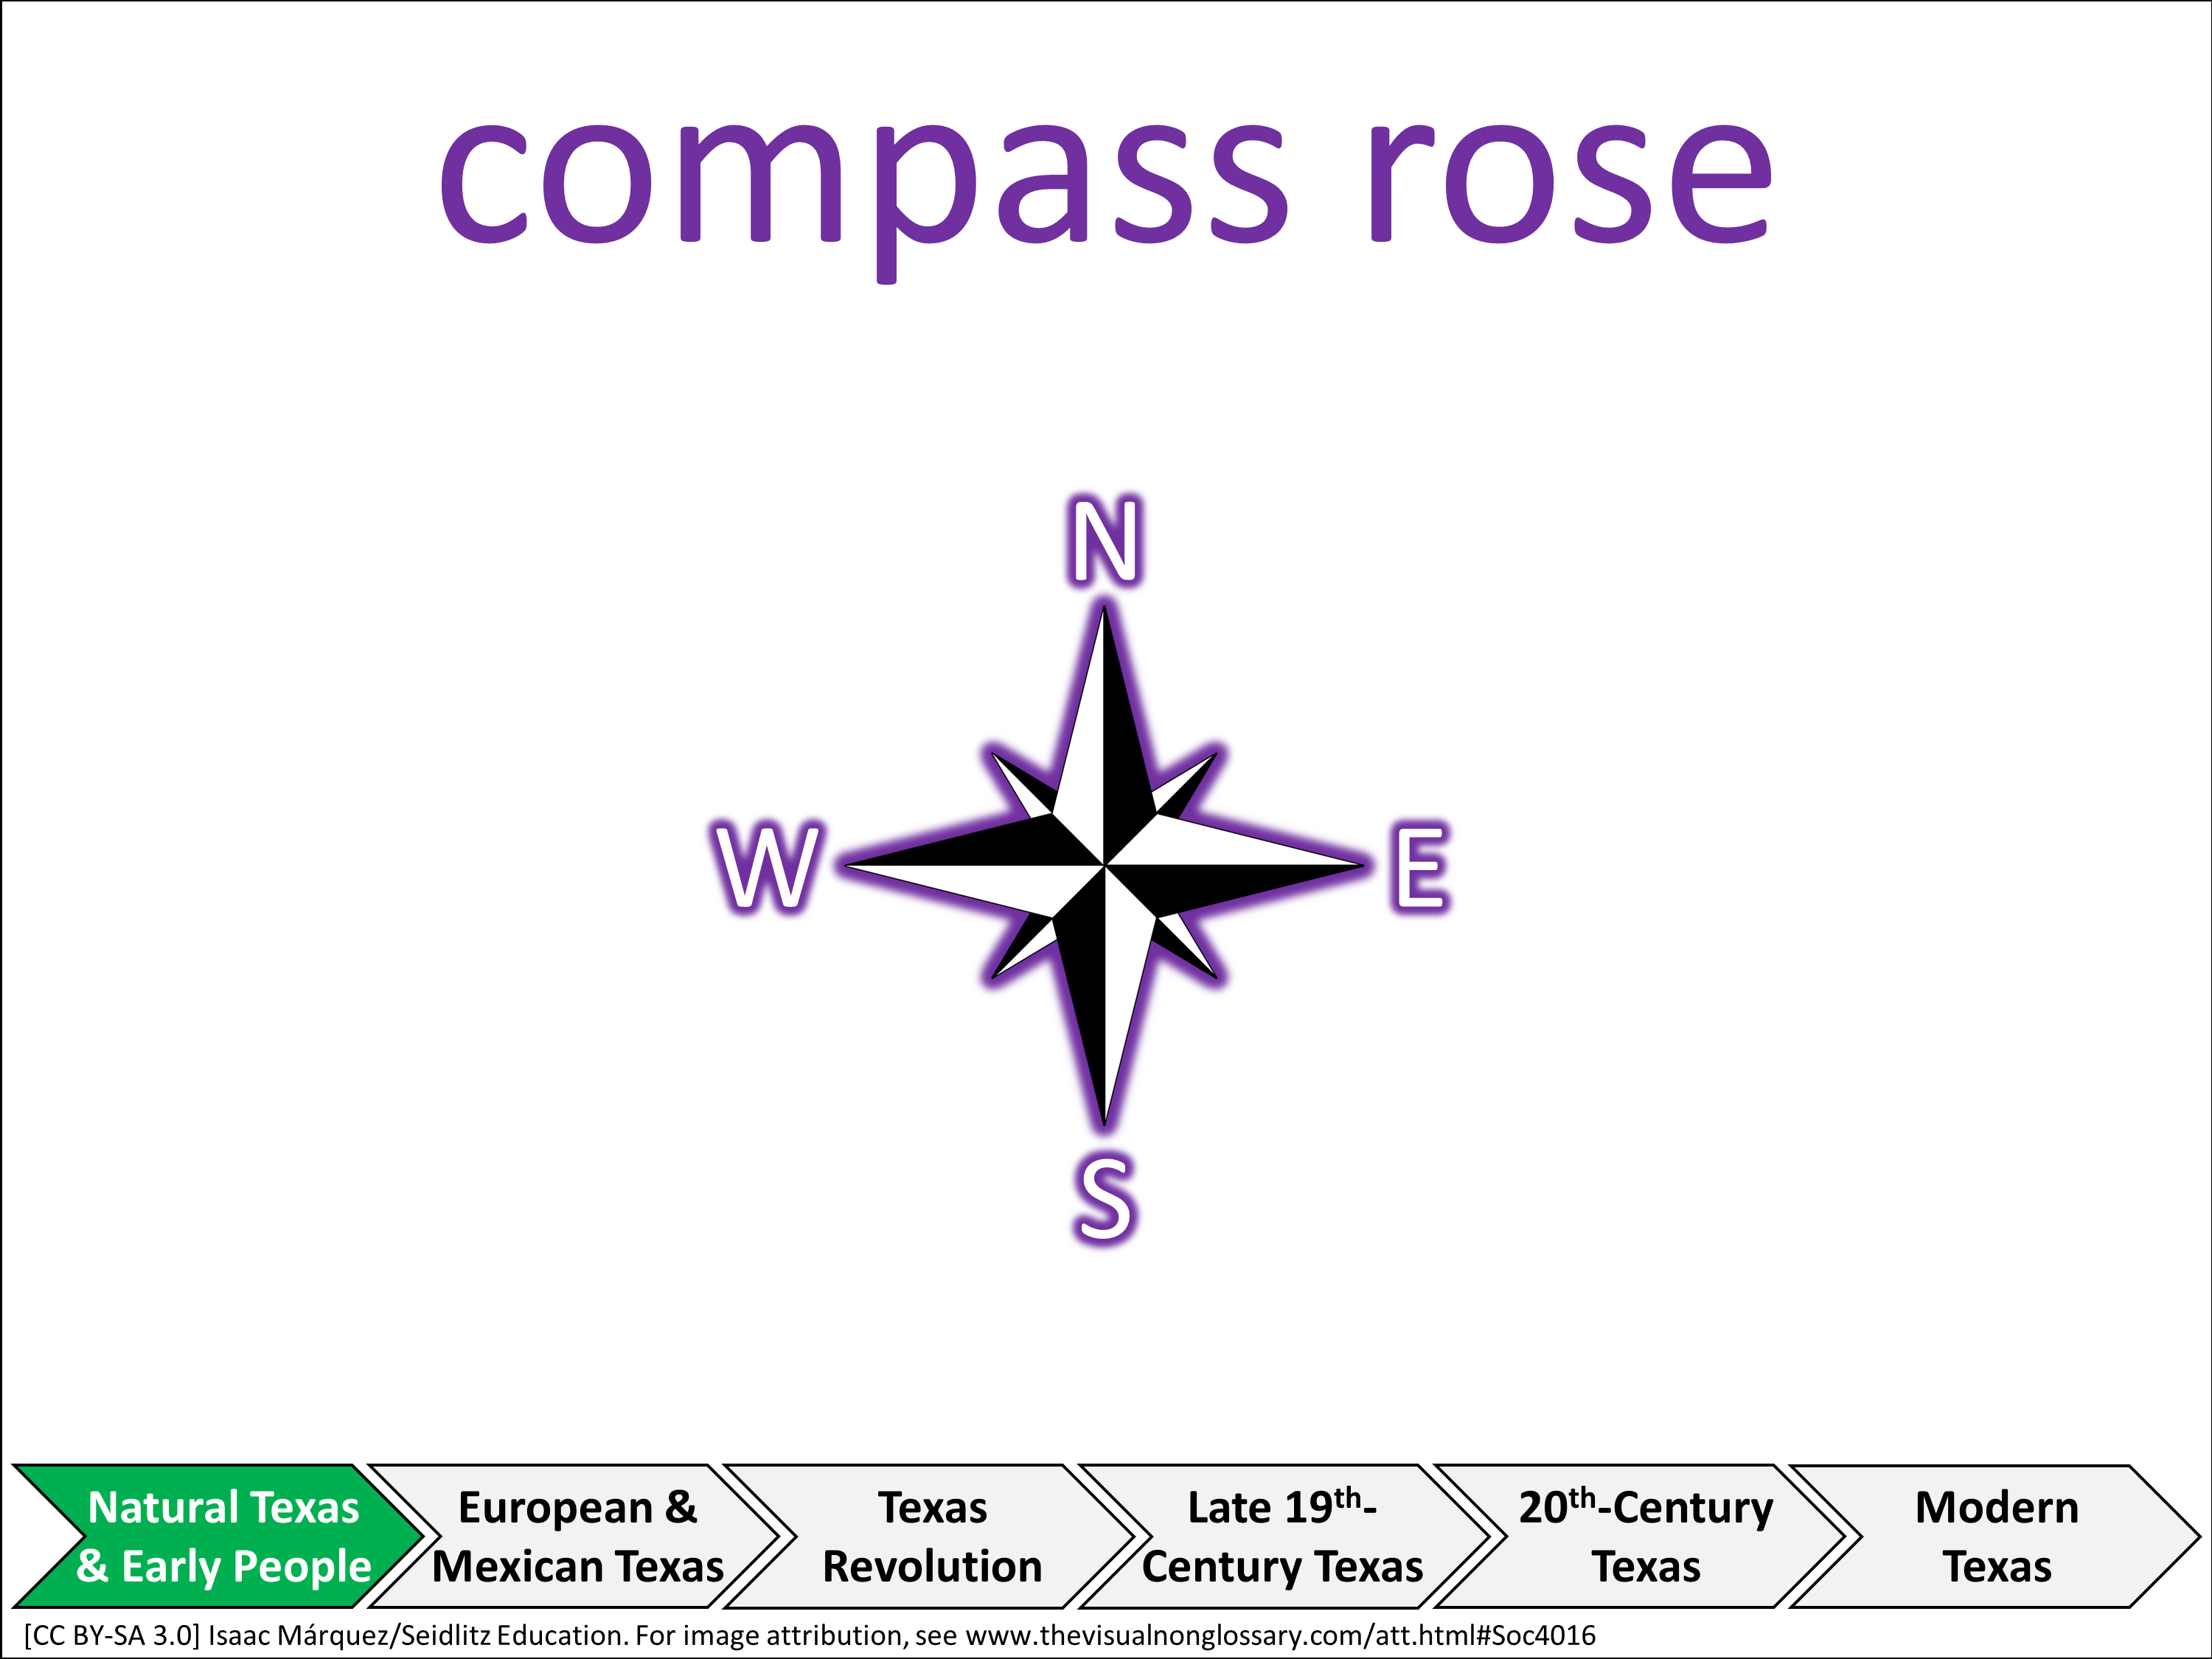 compass rose
N
W
E
S
Natural Texas
& Early People
European &
Mexican Texas
Texas
Revolution
Late 19th-
Century Texas
20th-Century
Texas
Modern
Texas
[CC BY-SA 3.0] Isaac Márquez/Seidlitz Education. For image attribution, see www.thevisualnonglossary.com/att.html#Soc4016